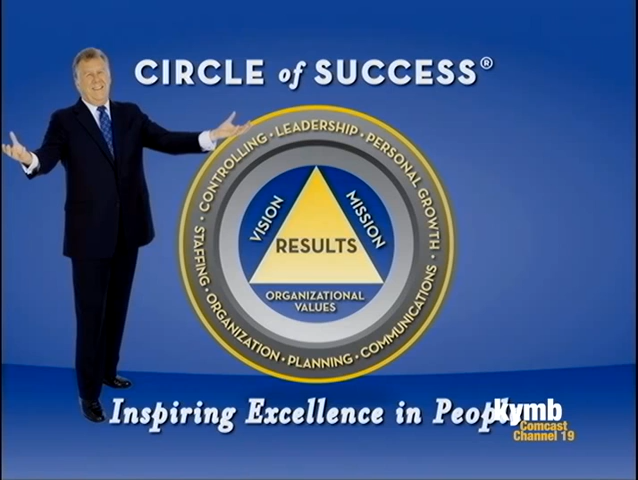 CIRCLE of SUCCESS®
CONTROLLING • LEADERSHIP • PERSONAL GROWTH • COMMUNICATIONS • PLANNING • ORGANIZATION • STAFFING •
VISION
MISSION
RESULTS
ORGANIZATIONAL
VALUES
Inspiring Excellence in People
kymb
Comcast
Channel 19